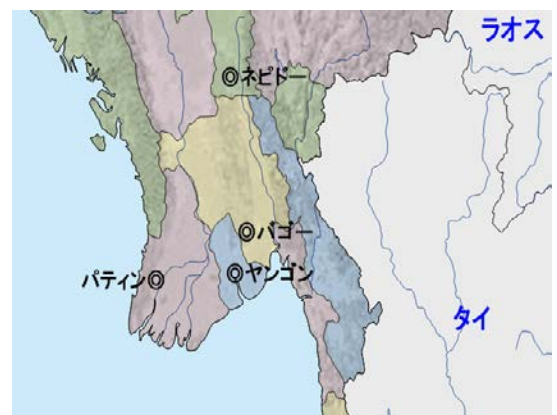 ラオス
ネピドー
バゴー
ヤンゴン
パティン
タイ